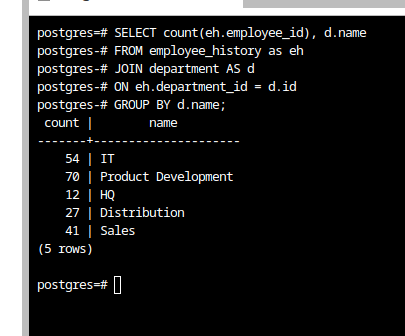 postgres=# SELECT count(eh.employee_id), d.name
postgres-# FROM employee_history as eh
postgres-# JOIN department AS d
postgres-# ON eh.department_id = d.id
postgres-# GROUP BY d.name;
 count |        name
-------+---------------------
    54 | IT
    70 | Product Development
    12 | HQ
    27 | Distribution
    41 | Sales
(5 rows)

postgres=#